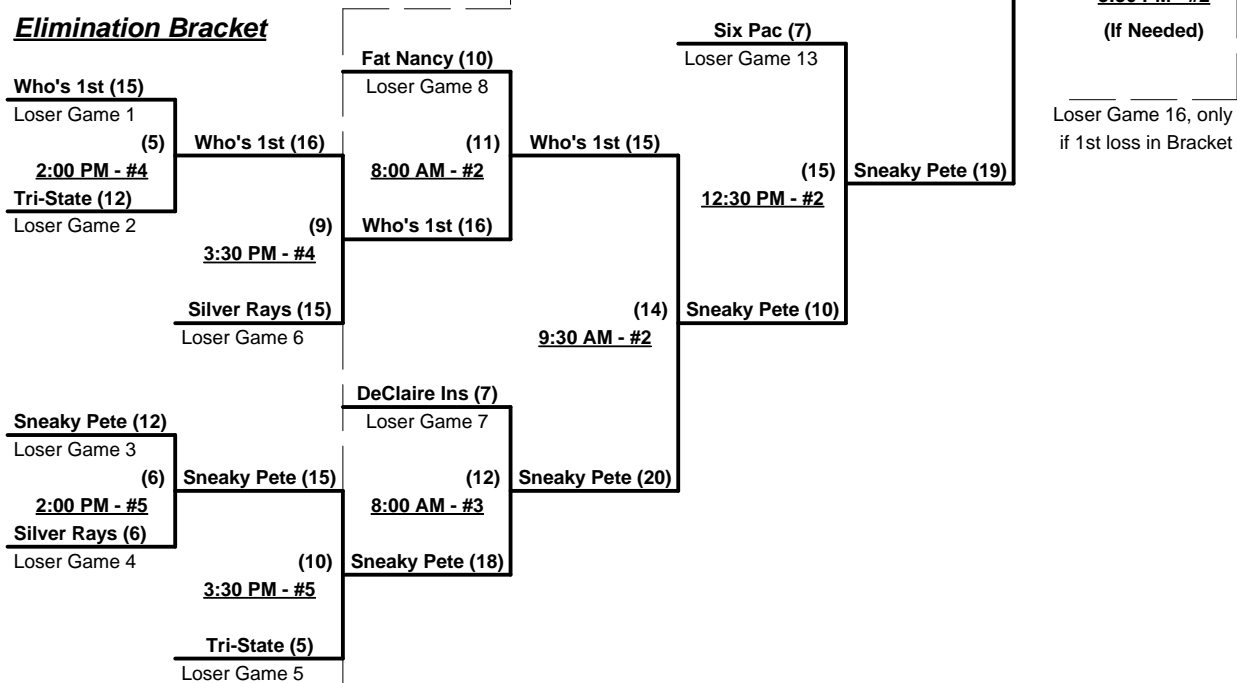 Elimination Bracket
(If Needed)
Loser Game 16, only
if 1st loss in Bracket
Who's 1st (15)
Loser Game 1
(5)
2:00 PM - #4
Tri-State (12)
Loser Game 2
Who's 1st (16)
(9)
3:30 PM - #4
Silver Rays (15)
Loser Game 6
Fat Nancy (10)
Loser Game 8
(11)
8:00 AM - #2
Who's 1st (16)
Who's 1st (15)
(14)
9:30 AM - #2
Six Pac (7)
Loser Game 13
(15)
12:30 PM - #2
Sneaky Pete (10)
Sneaky Pete (19)
Sneaky Pete (12)
Loser Game 3
(6)
2:00 PM - #5
Silver Rays (6)
Loser Game 4
Sneaky Pete (15)
(10)
3:30 PM - #5
Tri-State (5)
Loser Game 5
DeClaire Ins (7)
Loser Game 7
(12)
8:00 AM - #3
Sneaky Pete (18)
Sneaky Pete (20)